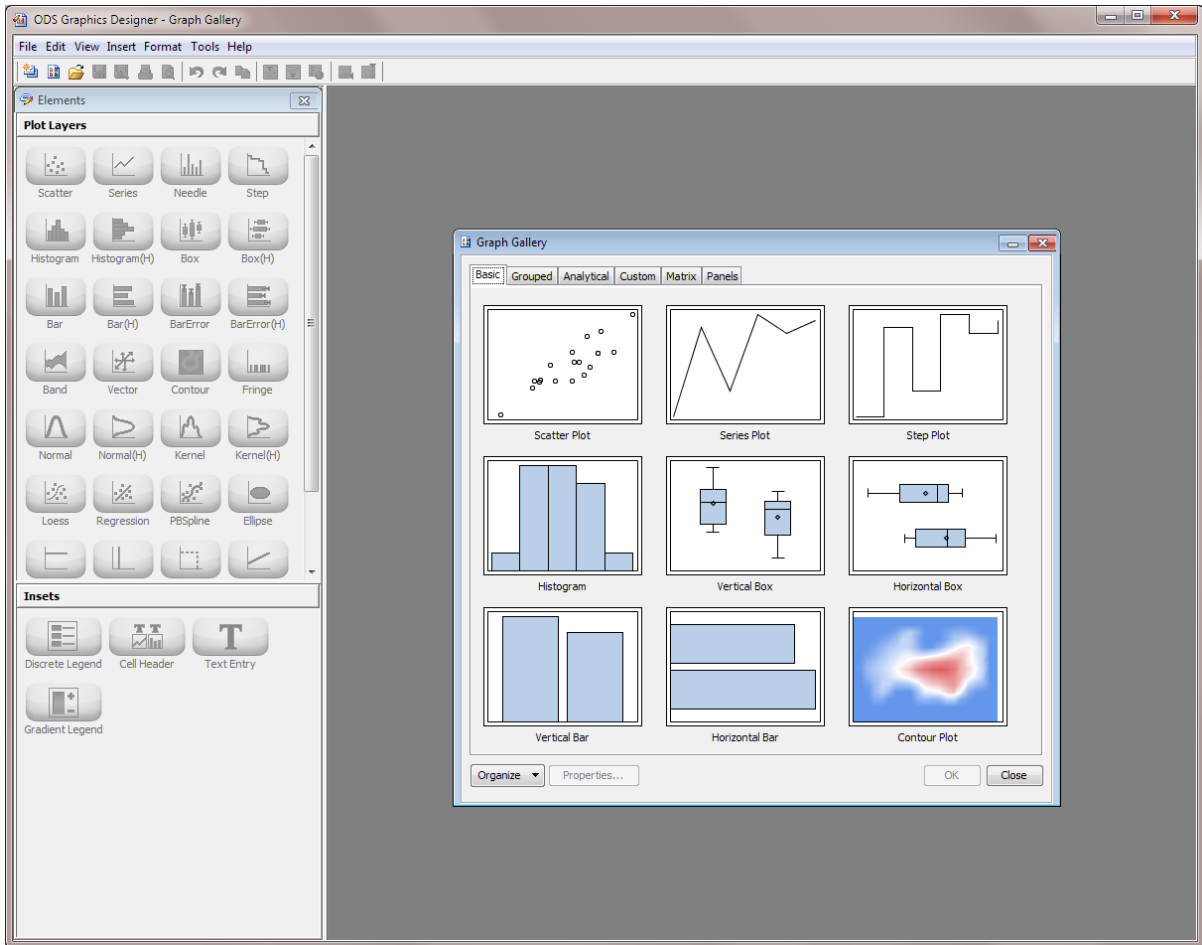 ODS Graphics Designer - Graph Gallery
File Edit View Insert Format Tools Help
Elements
Plot Layers
Scatter Series Needle Step
Histogram Histogram(H) Box Box(H)
Bar Bar(H) BarError BarError(H)
Band Vector Contour Fringe
Normal Normal(H) Kernel Kernel(H)
Loess Regression PBSpline Ellipse
Insets
Discrete Legend Cell Header Text Entry
Gradient Legend
Graph Gallery
Basic Grouped Analytical Custom Matrix Panels
Scatter Plot Series Plot Step Plot
Histogram Vertical Box Horizontal Box
Vertical Bar Horizontal Bar Contour Plot
Organize Properties... OK Close